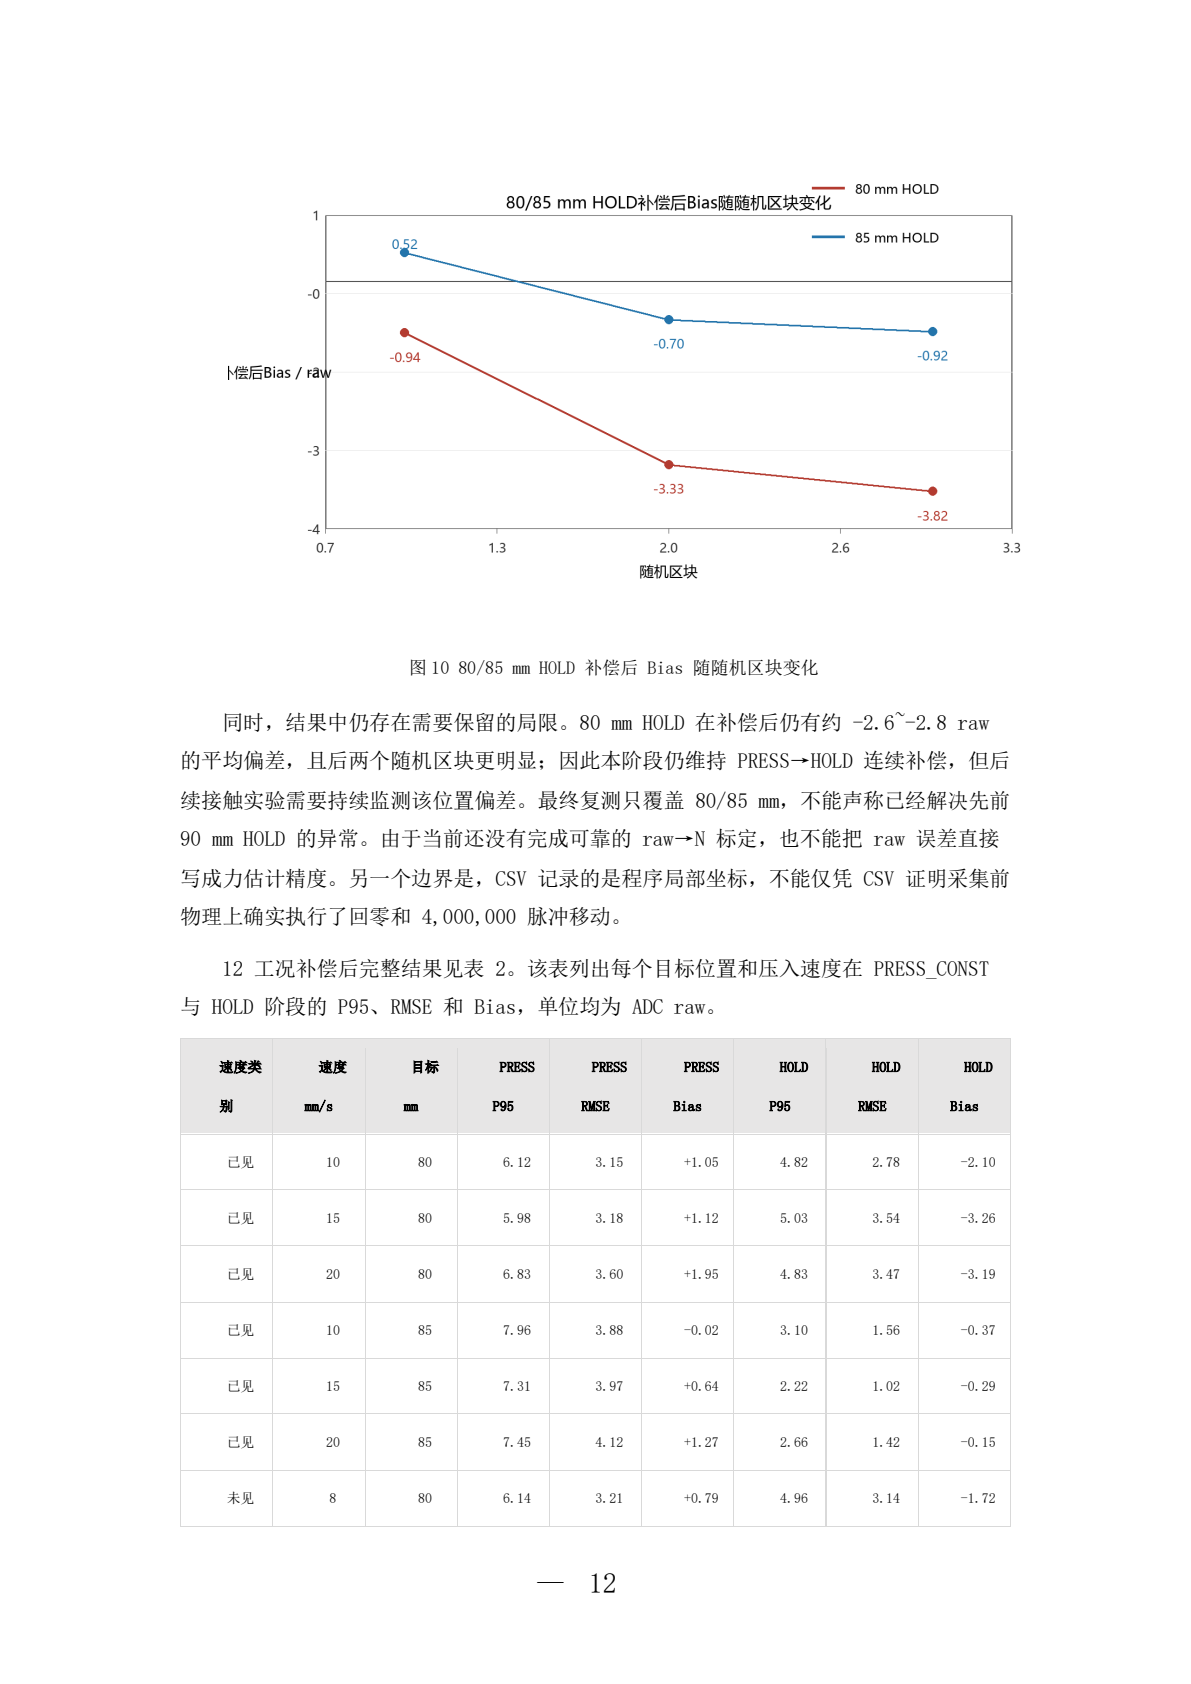 80 mm HOLD
80/85 mm HOLD补偿后Bias随随机区块变化
85 mm HOLD
1
-0
-2
-3
-4
0.52
-0.70
-0.92
-0.94
-3.33
-3.82
补偿后Bias / raw
0.7 1.3 2.0 2.6 3.3
随机区块
图10 80/85 mm HOLD 补偿后 Bias 随随机区块变化
同时，结果中仍存在需要保留的局限。80 mm HOLD 在补偿后仍有约 -2.6~-2.8 raw
的平均偏差，且后两个随机区块更明显；因此本阶段仍维持 PRESS→HOLD 连续补偿，但后
续接触实验需要持续监测该位置偏差。最终复测只覆盖 80/85 mm，不能声称已经解决先前
90 mm HOLD 的异常。由于当前还没有完成可靠的 raw→N 标定，也不能把 raw 误差直接
写成力估计精度。另一个边界是，CSV 记录的是程序局部坐标，不能仅凭 CSV 证明采集前
物理上确实执行了回零和 4,000,000 脉冲移动。
12 工况补偿后完整结果见表 2。该表列出每个目标位置和压入速度在 PRESS_CONST
与 HOLD 阶段的 P95、RMSE 和 Bias，单位均为 ADC raw。
速度类 速度 目标 PRESS PRESS PRESS HOLD HOLD HOLD
别 mm/s mm P95 RMSE Bias P95 RMSE Bias
已见 10 80 6.12 3.15 +1.05 4.82 2.78 -2.10
已见 15 80 5.98 3.18 +1.12 5.03 3.54 -3.26
已见 20 80 6.83 3.60 +1.95 4.83 3.47 -3.19
已见 10 85 7.96 3.88 -0.02 3.10 1.56 -0.37
已见 15 85 7.31 3.97 +0.64 2.22 1.02 -0.29
已见 20 85 7.45 4.12 +1.27 2.66 1.42 -0.15
未见 8 80 6.14 3.21 +0.79 4.96 3.14 -1.72
— 12